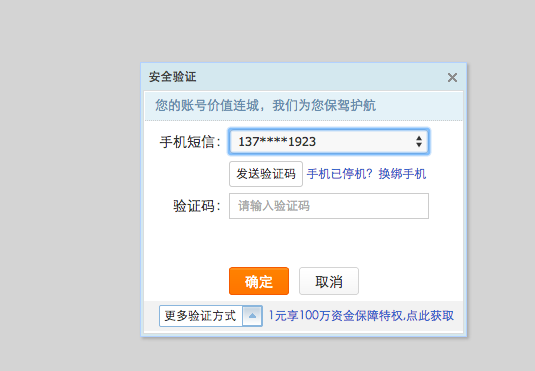 安全验证
您的账号价值连城，我们为您保驾护航
手机短信： 137****1923
发送验证码 手机已停机？换绑手机
验证码： 请输入验证码
确定 取消
更多验证方式 1元享100万资金保障特权,点此获取